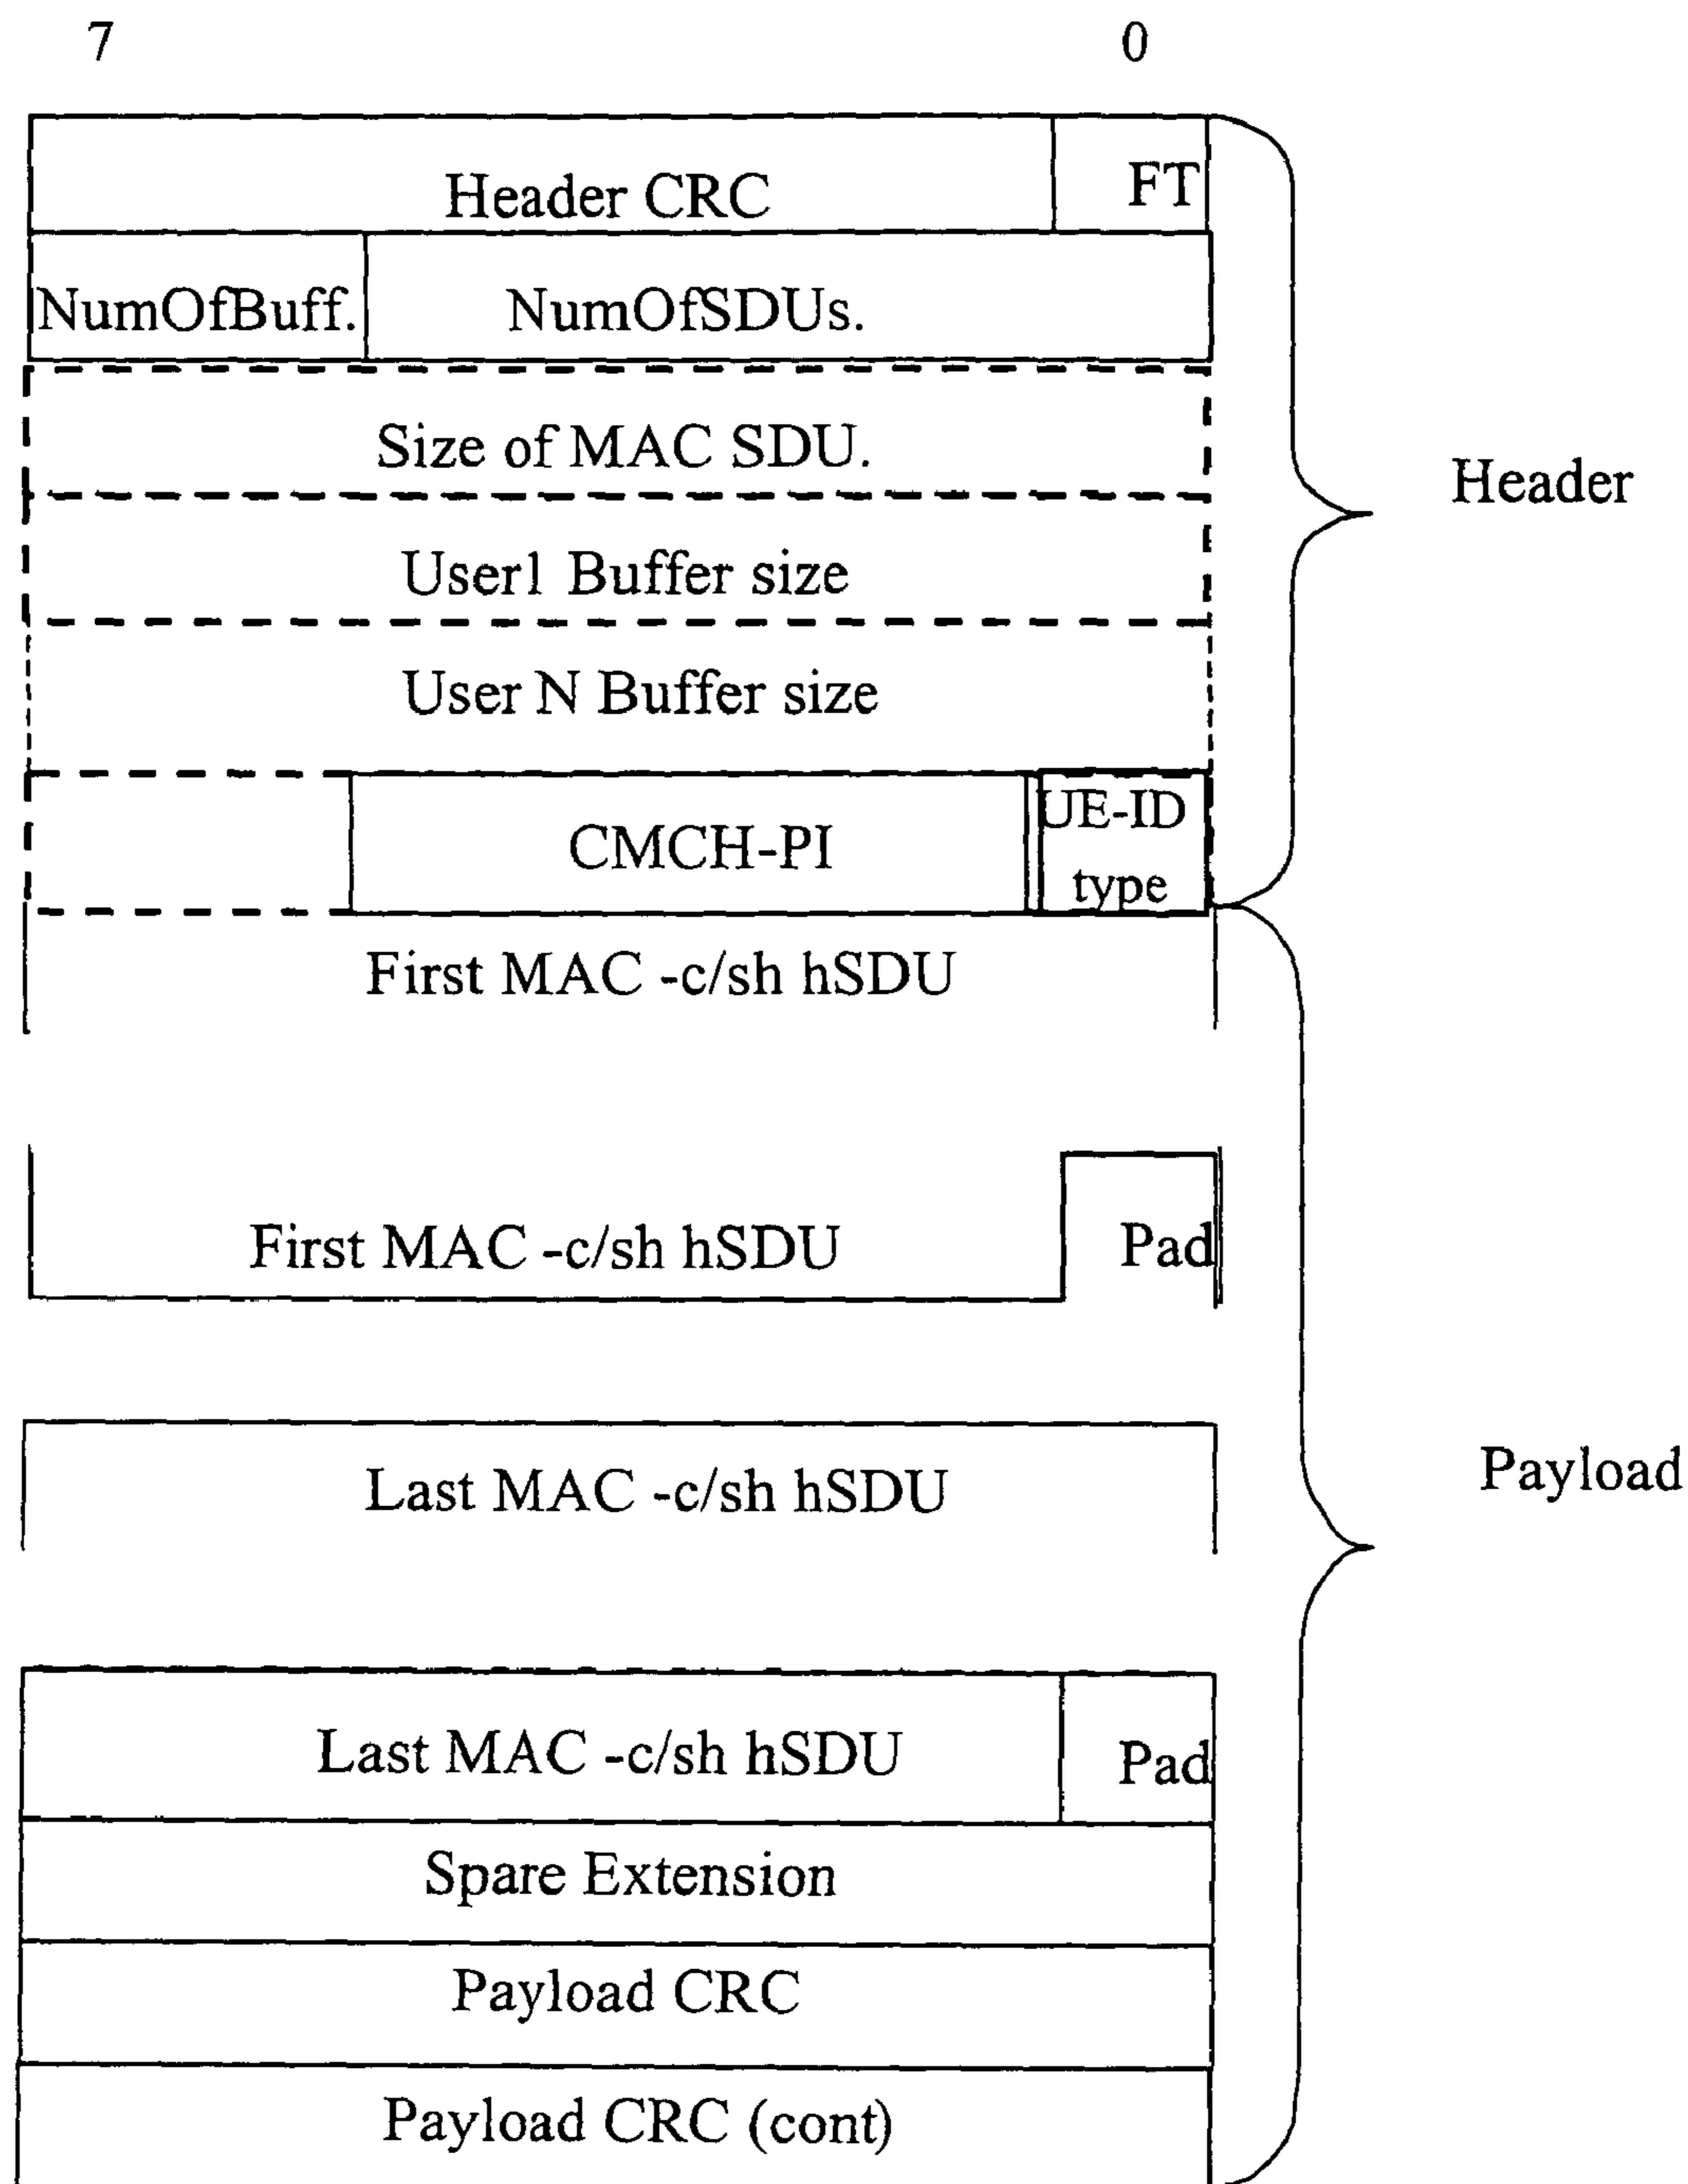 7 0
Header CRC FT
NumOfBuff. NumOfSDUs.
Size of MAC SDU.
Header
User1 Buffer size
User N Buffer size
CMCH-PI UE-ID
type
First MAC -c/sh hSDU
First MAC -c/sh hSDU Pad
Last MAC -c/sh hSDU
Payload
Last MAC -c/sh hSDU Pad
Spare Extension
Payload CRC
Payload CRC (cont)